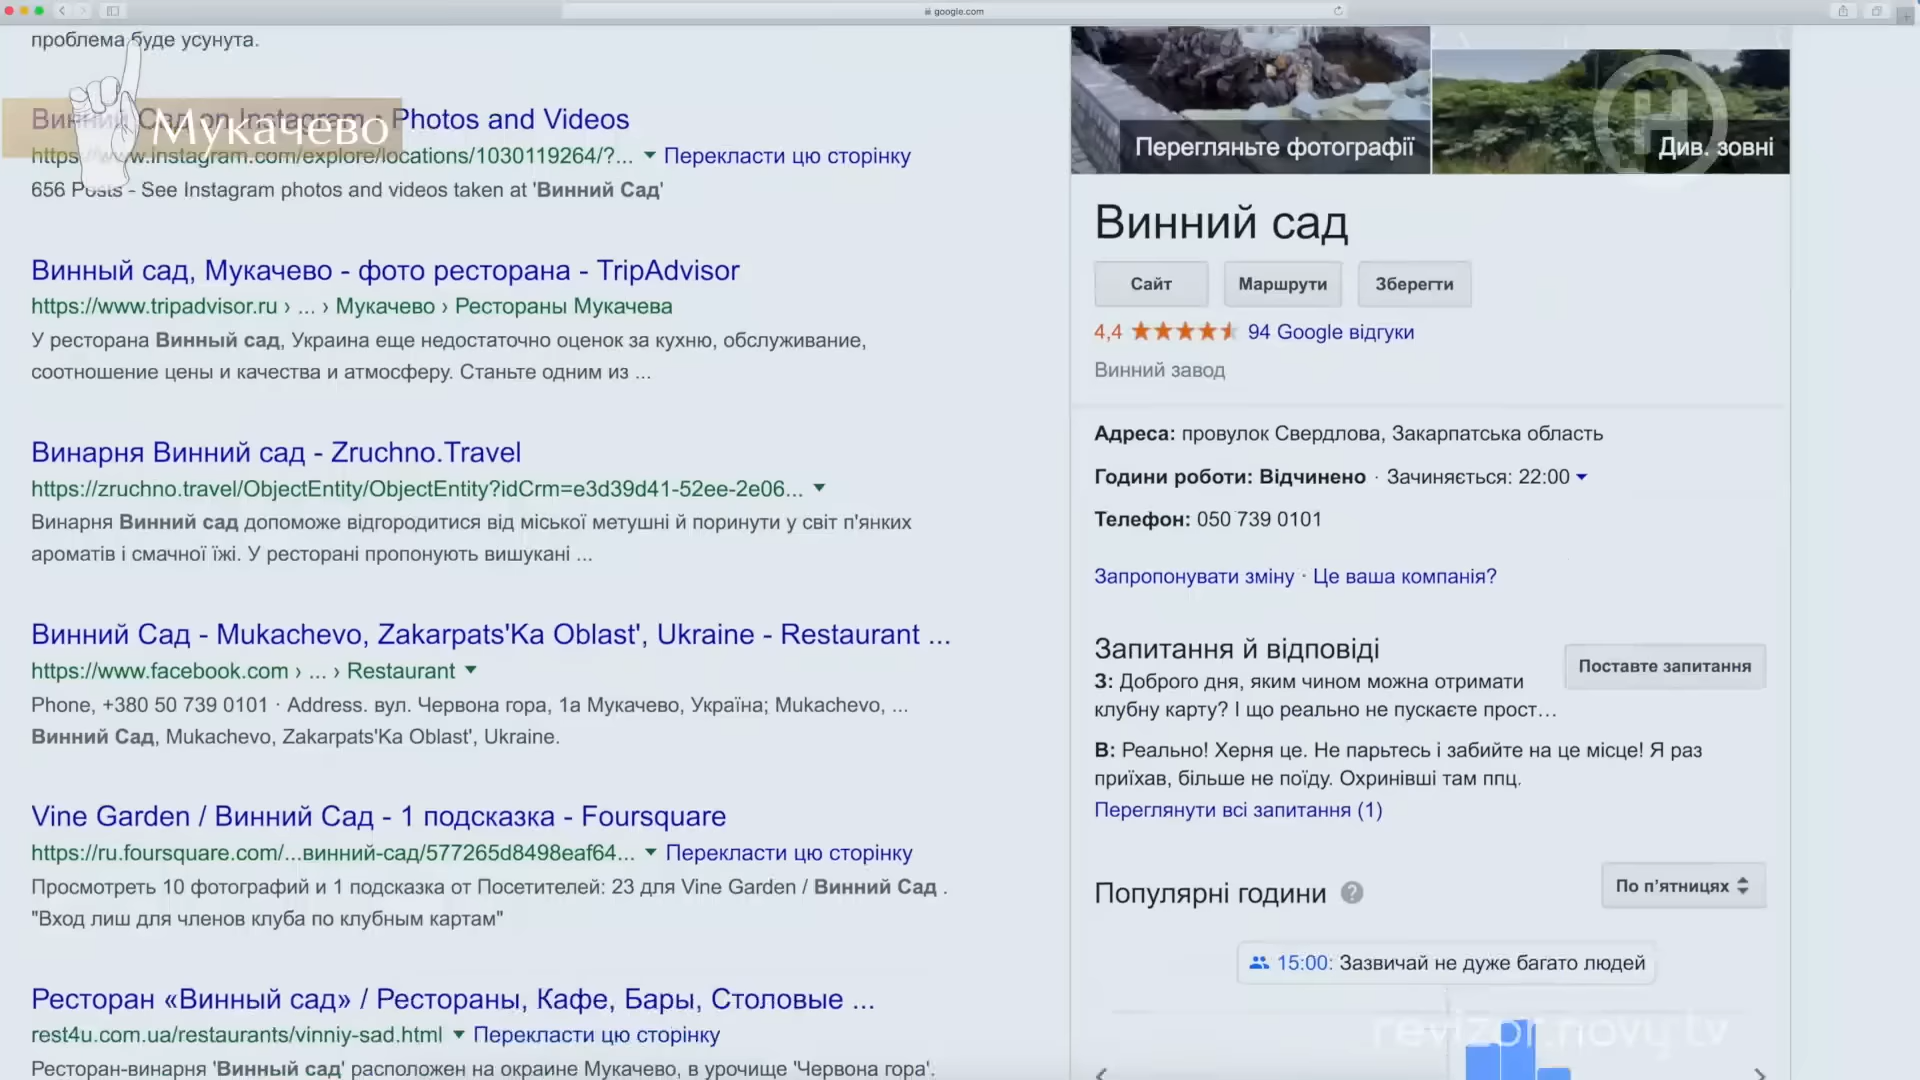 google.com
проблема буде усунута.
Мукачево
Винний Сад on Instagram • Photos and Videos
https://www.instagram.com/explore/locations/1030119264/?... Перекласти цю сторінку
656 Posts - See Instagram photos and videos taken at 'Винний Сад'
Винный сад, Мукачево - фото ресторана - TripAdvisor
https://www.tripadvisor.ru › ... › Мукачево › Рестораны Мукачева
У ресторана Винный сад, Украина еще недостаточно оценок за кухню, обслуживание,
соотношение цены и качества и атмосферу. Станьте одним из ...
Винарня Винний сад - Zruchno.Travel
https://zruchno.travel/ObjectEntity/ObjectEntity?idCrm=e3d39d41-52ee-2e06...
Винарня Винний сад допоможе відгородитися від міської метушні й поринути у світ п'янких
ароматів і смачної їжі. У ресторані пропонують вишукані ...
Винний Сад - Mukachevo, Zakarpats'Ka Oblast', Ukraine - Restaurant ...
https://www.facebook.com › ... › Restaurant
Phone, +380 50 739 0101 · Address. вул. Червона гора, 1а Мукачево, Україна; Mukachevo, ...
Винний Сад, Mukachevo, Zakarpats'Ka Oblast', Ukraine.
Vine Garden / Винний Сад - 1 подсказка - Foursquare
https://ru.foursquare.com/...винний-сад/577265d8498eaf64... Перекласти цю сторінку
Просмотреть 10 фотографий и 1 подсказка от Посетителей: 23 для Vine Garden / Винний Сад .
"Вход лиш для членов клуба по клубным картам"
Ресторан «Винный сад» / Рестораны, Кафе, Бары, Столовые ...
rest4u.com.ua/restaurants/vinniy-sad.html Перекласти цю сторінку
Ресторан-винарня 'Винный сад' расположен на окраине Мукачево, в урочище 'Червона гора'.
Перегляньте фотографії
Див. зовні
Винний сад
Сайт Маршрути Зберегти
4,4 94 Google відгуки
Винний завод
Адреса: провулок Свердлова, Закарпатська область
Години роботи: Відчинено · Зачиняється: 22:00
Телефон: 050 739 0101
Запропонувати зміну · Це ваша компанія?
Запитання й відповіді
Поставте запитання
З: Доброго дня, яким чином можна отримати
клубну карту? І що реально не пускаєте прост…
В: Реально! Херня це. Не парьтесь і забийте на це місце! Я раз
приїхав, більше не поїду. Охринівші там ппц.
Переглянути всі запитання (1)
Популярні години
По п'ятницях
15:00: Зазвичай не дуже багато людей
revizor.novy.tv